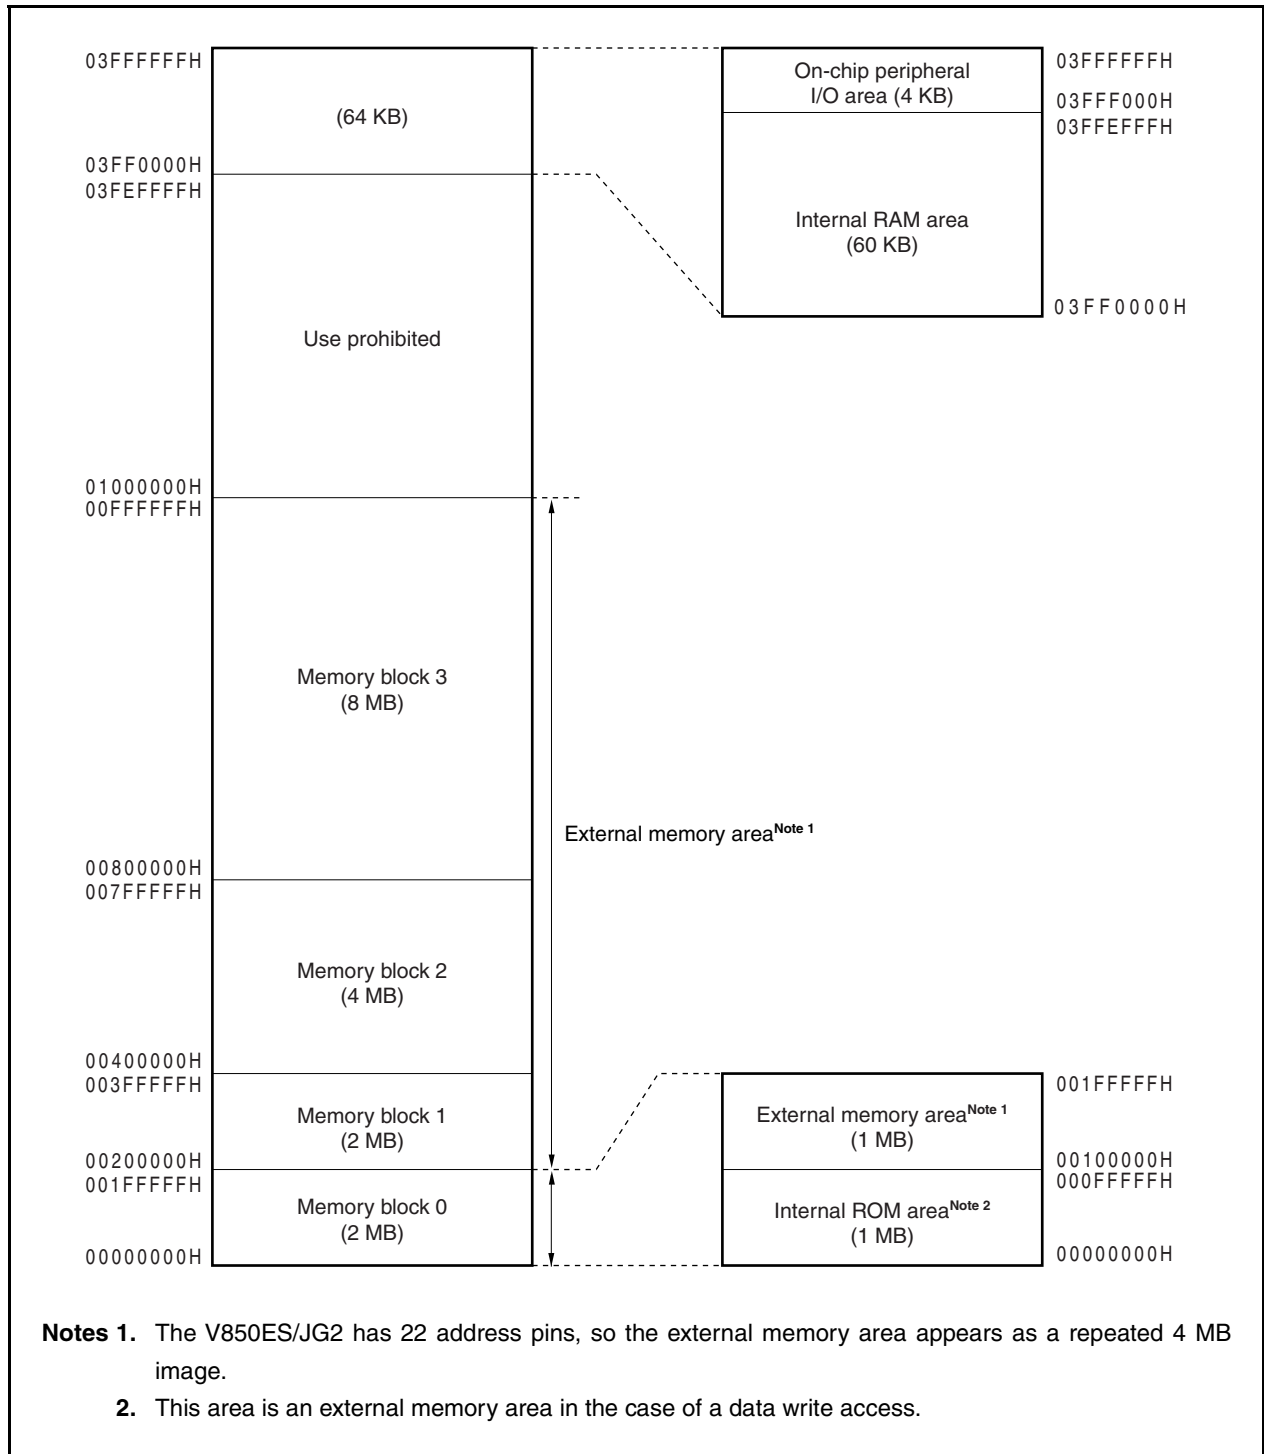 03FFFFFFH
(64 KB)
03FF0000H
03FEFFFFH
Use prohibited
01000000H
00FFFFFFH
Memory block 3
(8 MB)
00800000H
007FFFFFH
Memory block 2
(4 MB)
00400000H
003FFFFFH
Memory block 1
(2 MB)
00200000H
001FFFFFH
Memory block 0
(2 MB)
00000000H
External memory area Note 1
On-chip peripheral
I/O area (4 KB)
03FFFFFFH
03FFF000H
03FFEFFFH
Internal RAM area
(60 KB)
03FF0000H
External memory area Note 1
(1 MB)
001FFFFFH
00100000H
000FFFFFH
Internal ROM area Note 2
(1 MB)
00000000H
Notes 1. The V850ES/JG2 has 22 address pins, so the external memory area appears as a repeated 4 MB
image.
2. This area is an external memory area in the case of a data write access.